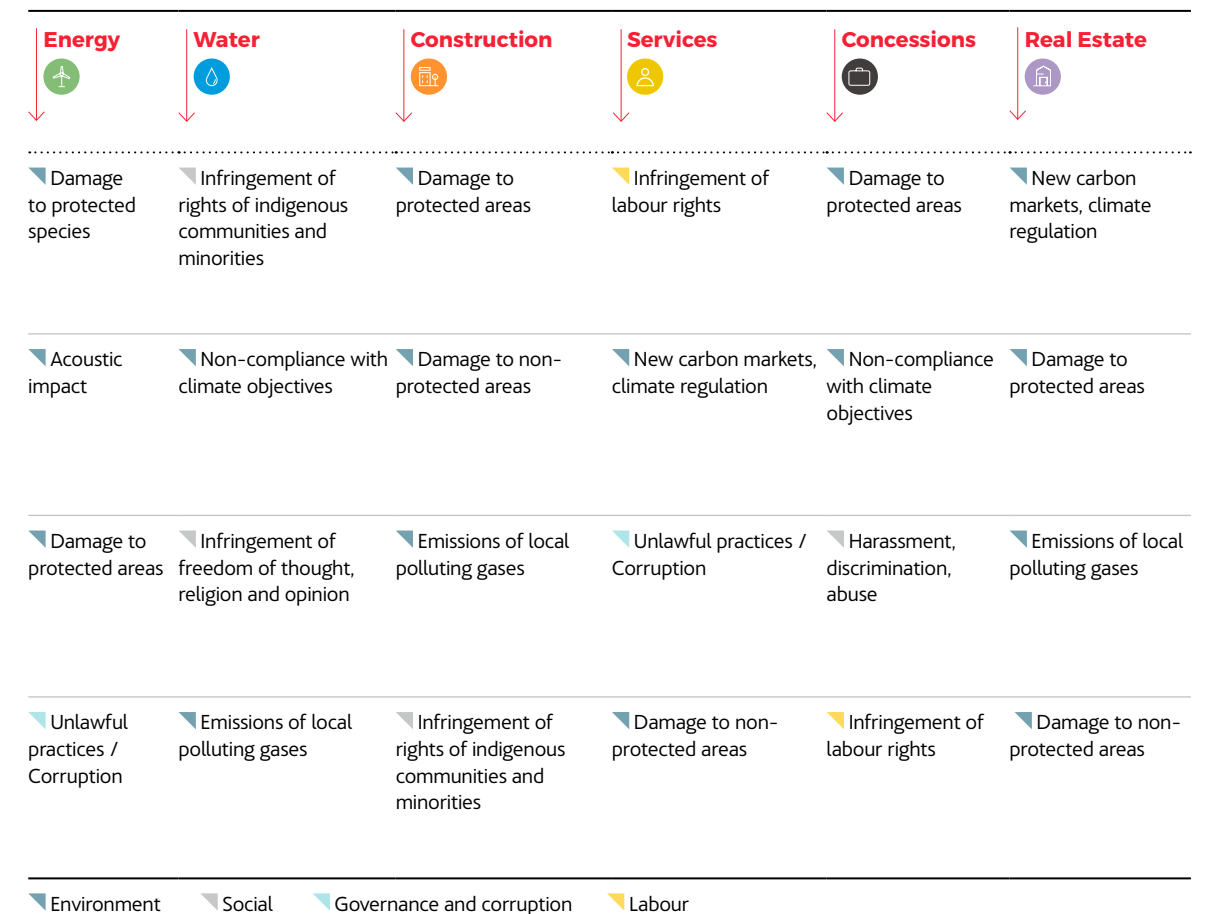 Energy
Water
Construction
Services
Concessions
Real Estate
Damage
to protected
species
Infringement of
rights of indigenous
communities and
minorities
Damage to
protected areas
Infringement of
labour rights
Damage to
protected areas
New carbon
markets, climate
regulation
Acoustic
impact
Non-compliance with
climate objectives
Damage to non-
protected areas
New carbon markets,
climate regulation
Non-compliance
with climate
objectives
Damage to
protected areas
Damage to
protected areas
Infringement of
freedom of thought,
religion and opinion
Emissions of local
polluting gases
Unlawful practices /
Corruption
Harassment,
discrimination,
abuse
Emissions of local
polluting gases
Unlawful
practices /
Corruption
Emissions of local
polluting gases
Infringement of
rights of indigenous
communities and
minorities
Damage to non-
protected areas
Infringement of
labour rights
Damage to non-
protected areas
Environment
Social
Governance and corruption
Labour